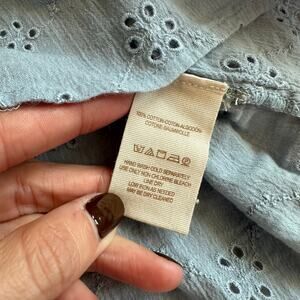 100% COTTON-COTON-ALGODÓN-
COTONE-BAUMWOLLE
HAND WASH COLD SEPARATELY
USE ONLY NON CHLORINE BLEACH
LINE DRY
LOW IRON AS NEEDED
MAY BE DRY CLEANED